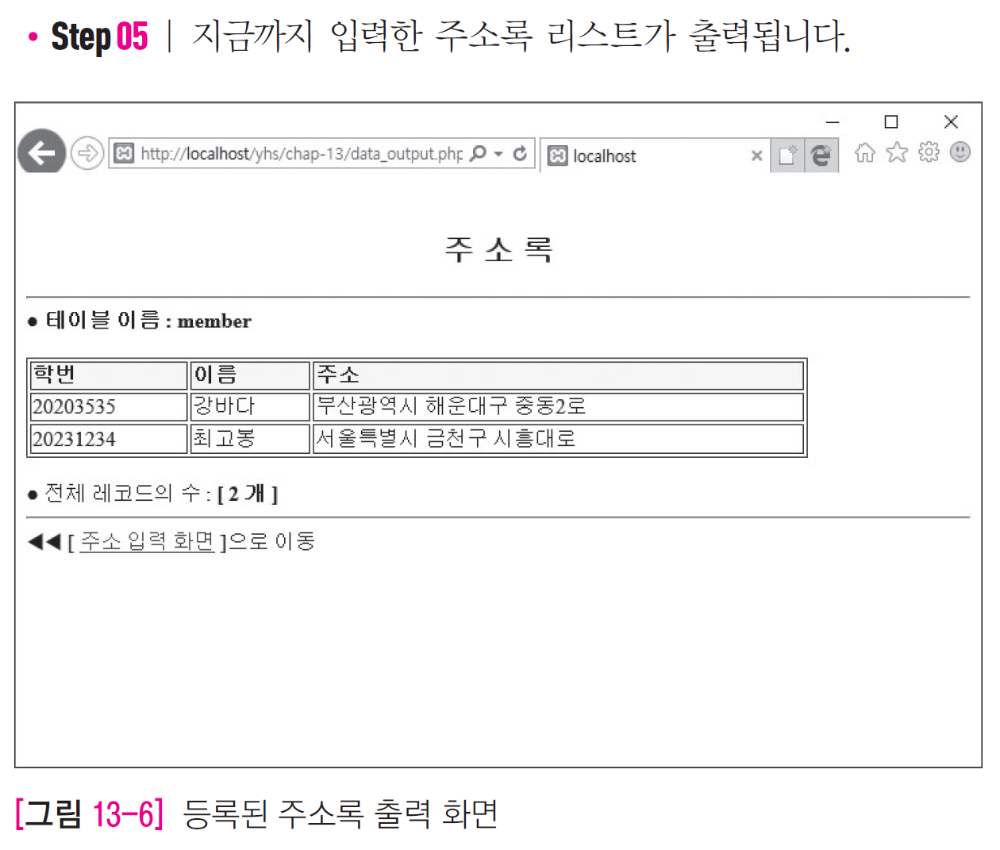 • Step 05 | 지금까지 입력한 주소록 리스트가 출력됩니다.
http://localhost/yhs/chap-13/data_output.php
localhost
주 소 록
● 테이블 이름 : member
학번 이름 주소
20203535 강바다 부산광역시 해운대구 중동2로
20231234 최고봉 서울특별시 금천구 시흥대로
● 전체 레코드의 수 : [ 2 개 ]
◀◀ [ 주소 입력 화면 ]으로 이동
[그림 13-6] 등록된 주소록 출력 화면